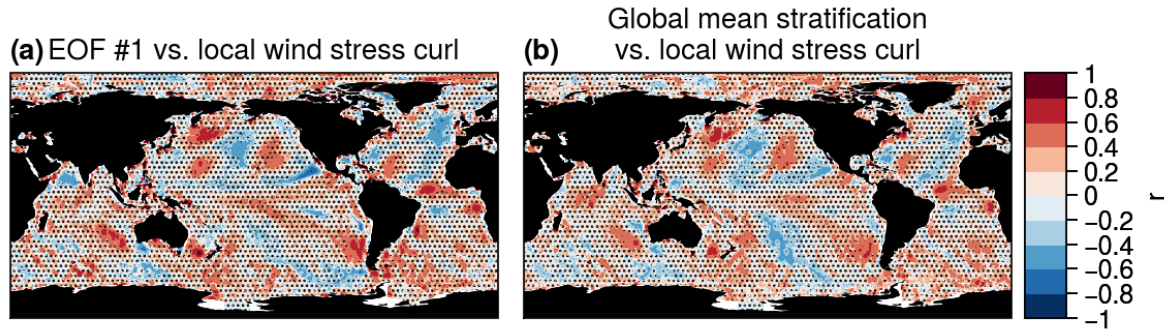 (a) EOF #1 vs. local wind stress curl
Global mean stratification
(b) vs. local wind stress curl
1
0.8
0.6
0.4
0.2
0
−0.2
−0.4
−0.6
−0.8
−1
r